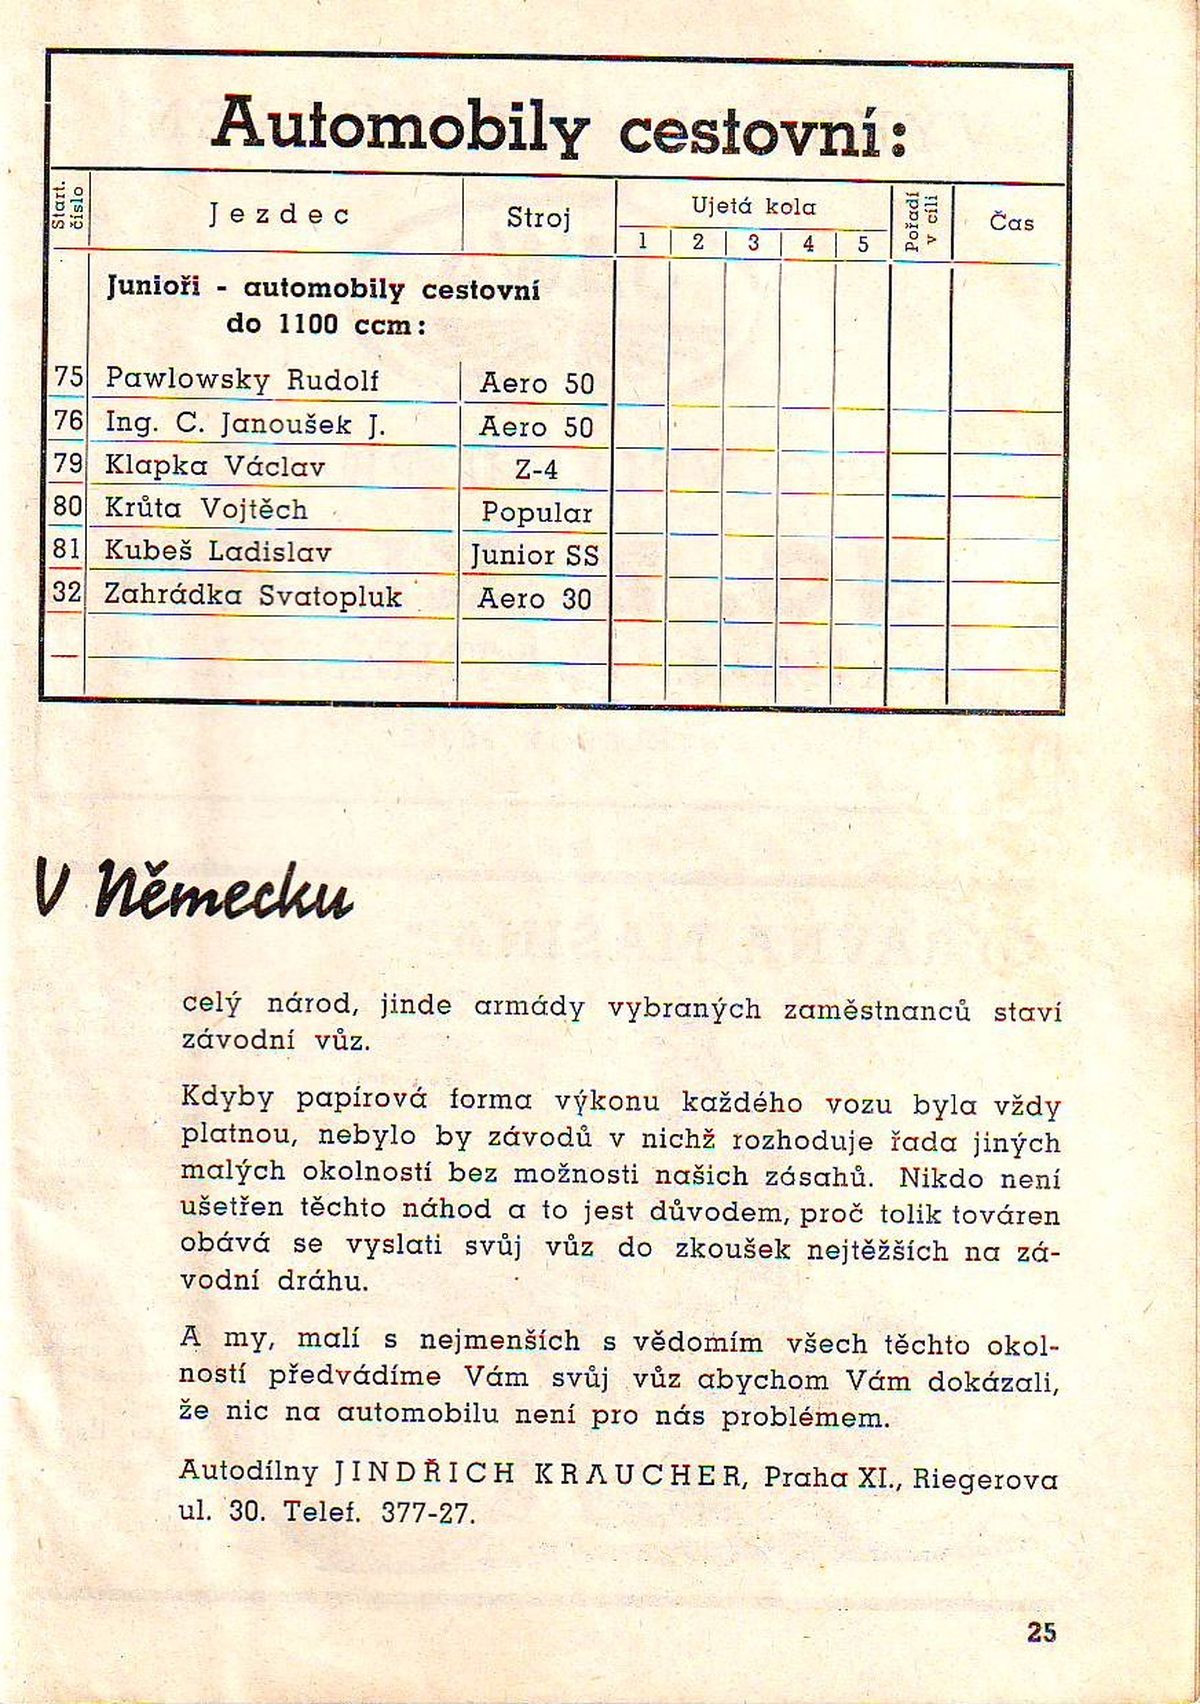 Automobily cestovní:
Start. číslo Jezdec Stroj Ujetá kola Pořadí v cíli Čas
1 2 3 4 5
Junioři - automobily cestovní
do 1100 ccm:
75 Pawlowsky Rudolf Aero 50
76 Ing. C. Janoušek J. Aero 50
79 Klapka Václav Z-4
80 Krůta Vojtěch Popular
81 Kubeš Ladislav Junior SS
32 Zahrádka Svatopluk Aero 30
—
V Německu
celý národ, jinde armády vybraných zaměstnanců staví
závodní vůz.
Kdyby papírová forma výkonu každého vozu byla vždy
platnou, nebylo by závodů v nichž rozhoduje řada jiných
malých okolností bez možnosti našich zásahů. Nikdo není
ušetřen těchto náhod a to jest důvodem, proč tolik továren
obává se vyslati svůj vůz do zkoušek nejtěžších na zá-
vodní dráhu.
A my, malí s nejmenších s vědomím všech těchto okol-
ností předvádíme Vám svůj vůz abychom Vám dokázali,
že nic na automobilu není pro nás problémem.
Autodílny JINDŘICH KRAUCHER, Praha XI., Riegerova
ul. 30. Telef. 377-27.
25